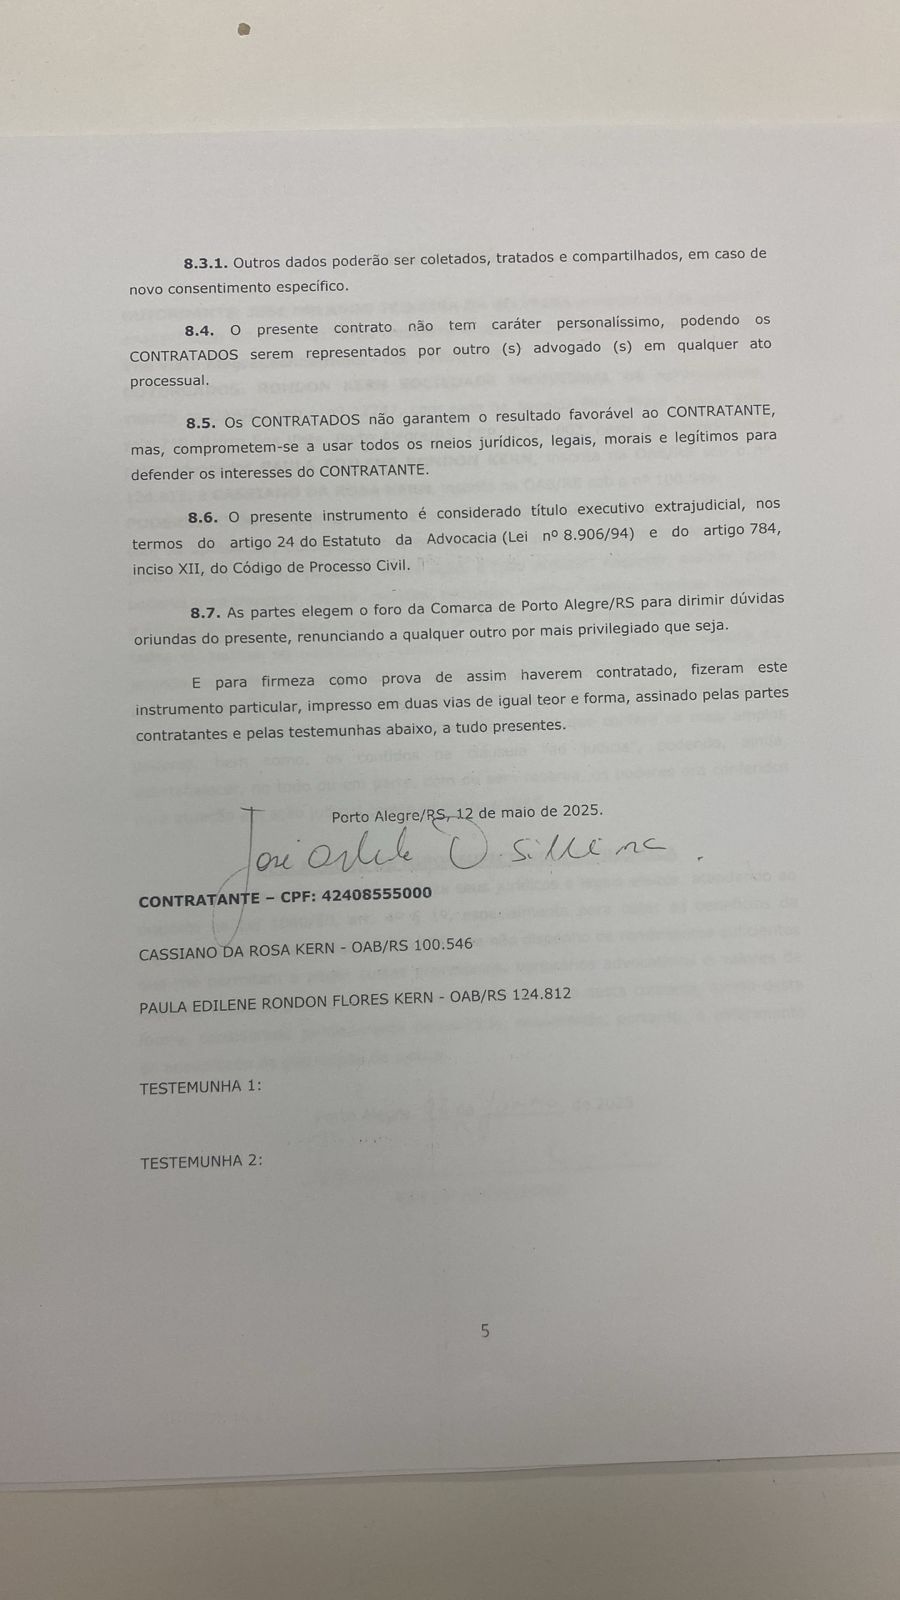 8.3.1. Outros dados poderão ser coletados, tratados e compartilhados, em caso de
novo consentimento específico.
8.4. O presente contrato não tem caráter personalíssimo, podendo os
CONTRATADOS serem representados por outro (s) advogado (s) em qualquer ato
processual.
8.5. Os CONTRATADOS não garantem o resultado favorável ao CONTRATANTE,
mas, comprometem-se a usar todos os meios jurídicos, legais, morais e legítimos para
defender os interesses do CONTRATANTE.
8.6. O presente instrumento é considerado título executivo extrajudicial, nos
termos do artigo 24 do Estatuto da Advocacia (Lei nº 8.906/94) e do artigo 784,
inciso XII, do Código de Processo Civil.
8.7. As partes elegem o foro da Comarca de Porto Alegre/RS para dirimir dúvidas
oriundas do presente, renunciando a qualquer outro por mais privilegiado que seja.
E para firmeza como prova de assim haverem contratado, fizeram este
instrumento particular, impresso em duas vias de igual teor e forma, assinado pelas partes
contratantes e pelas testemunhas abaixo, a tudo presentes.
Porto Alegre/RS, 12 de maio de 2025.
José
CONTRATANTE – CPF: 42408555000
CASSIANO DA ROSA KERN - OAB/RS 100.546
PAULA EDILENE RONDON FLORES KERN - OAB/RS 124.812
TESTEMUNHA 1:
TESTEMUNHA 2:
5